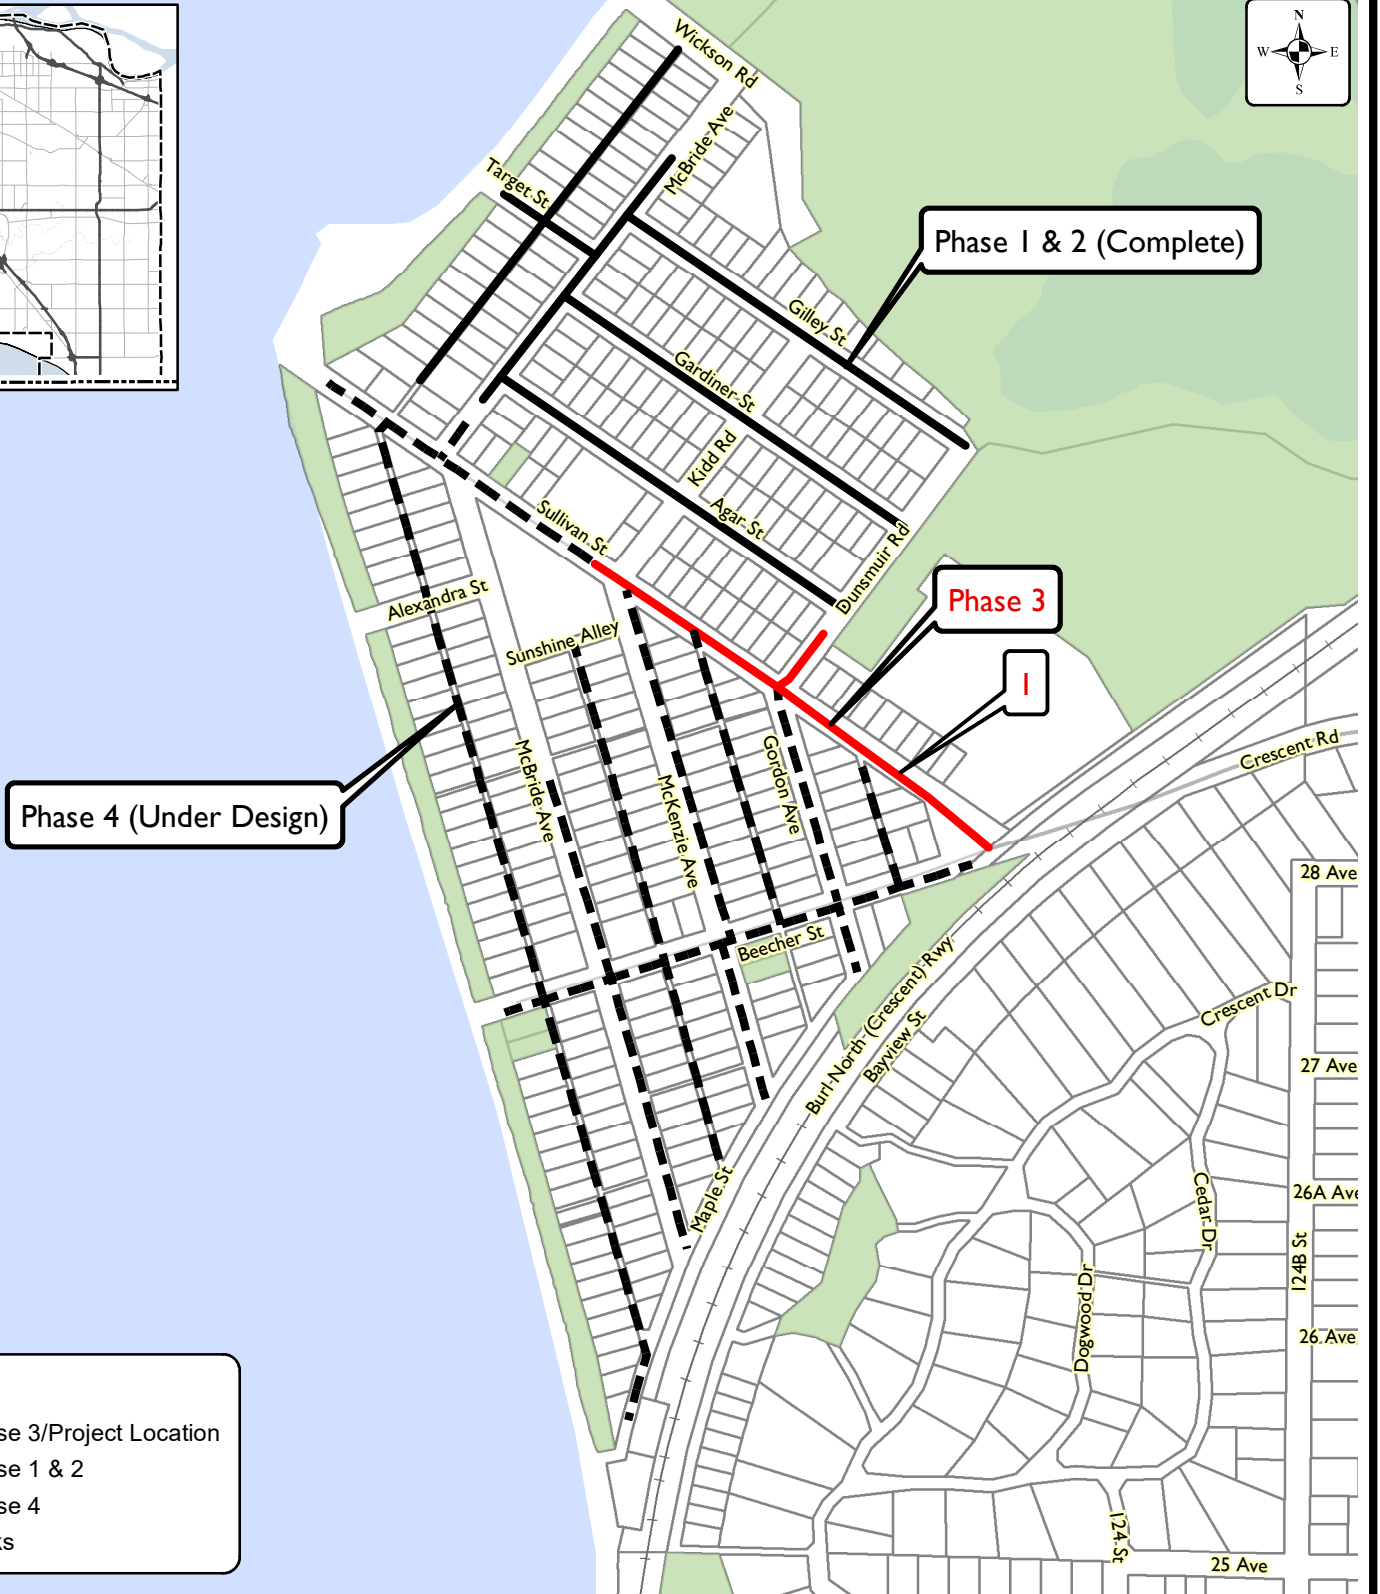 N
W E
S
Wickson Rd
McBride Ave
Target St
Phase 1 & 2 (Complete)
Gilley St
Gardiner St
Kidd Rd
Agar St
Sullivan St
Dunsmuir Rd
Phase 3
Alexandra St
Sunshine Alley
1
Crescent Rd
McBride Ave
McKenzie Ave
Gordon Ave
Phase 4 (Under Design)
28 Ave
Beecher St
Burl-North (Crescent) Rwy
Bayview St
Crescent Dr
27 Ave
Maple St
Cedar Dr
26A Ave
124B St
Dogwood Dr
26 Ave
se 3/Project Location
se 1 & 2
se 4
ks
124 St
25 Ave